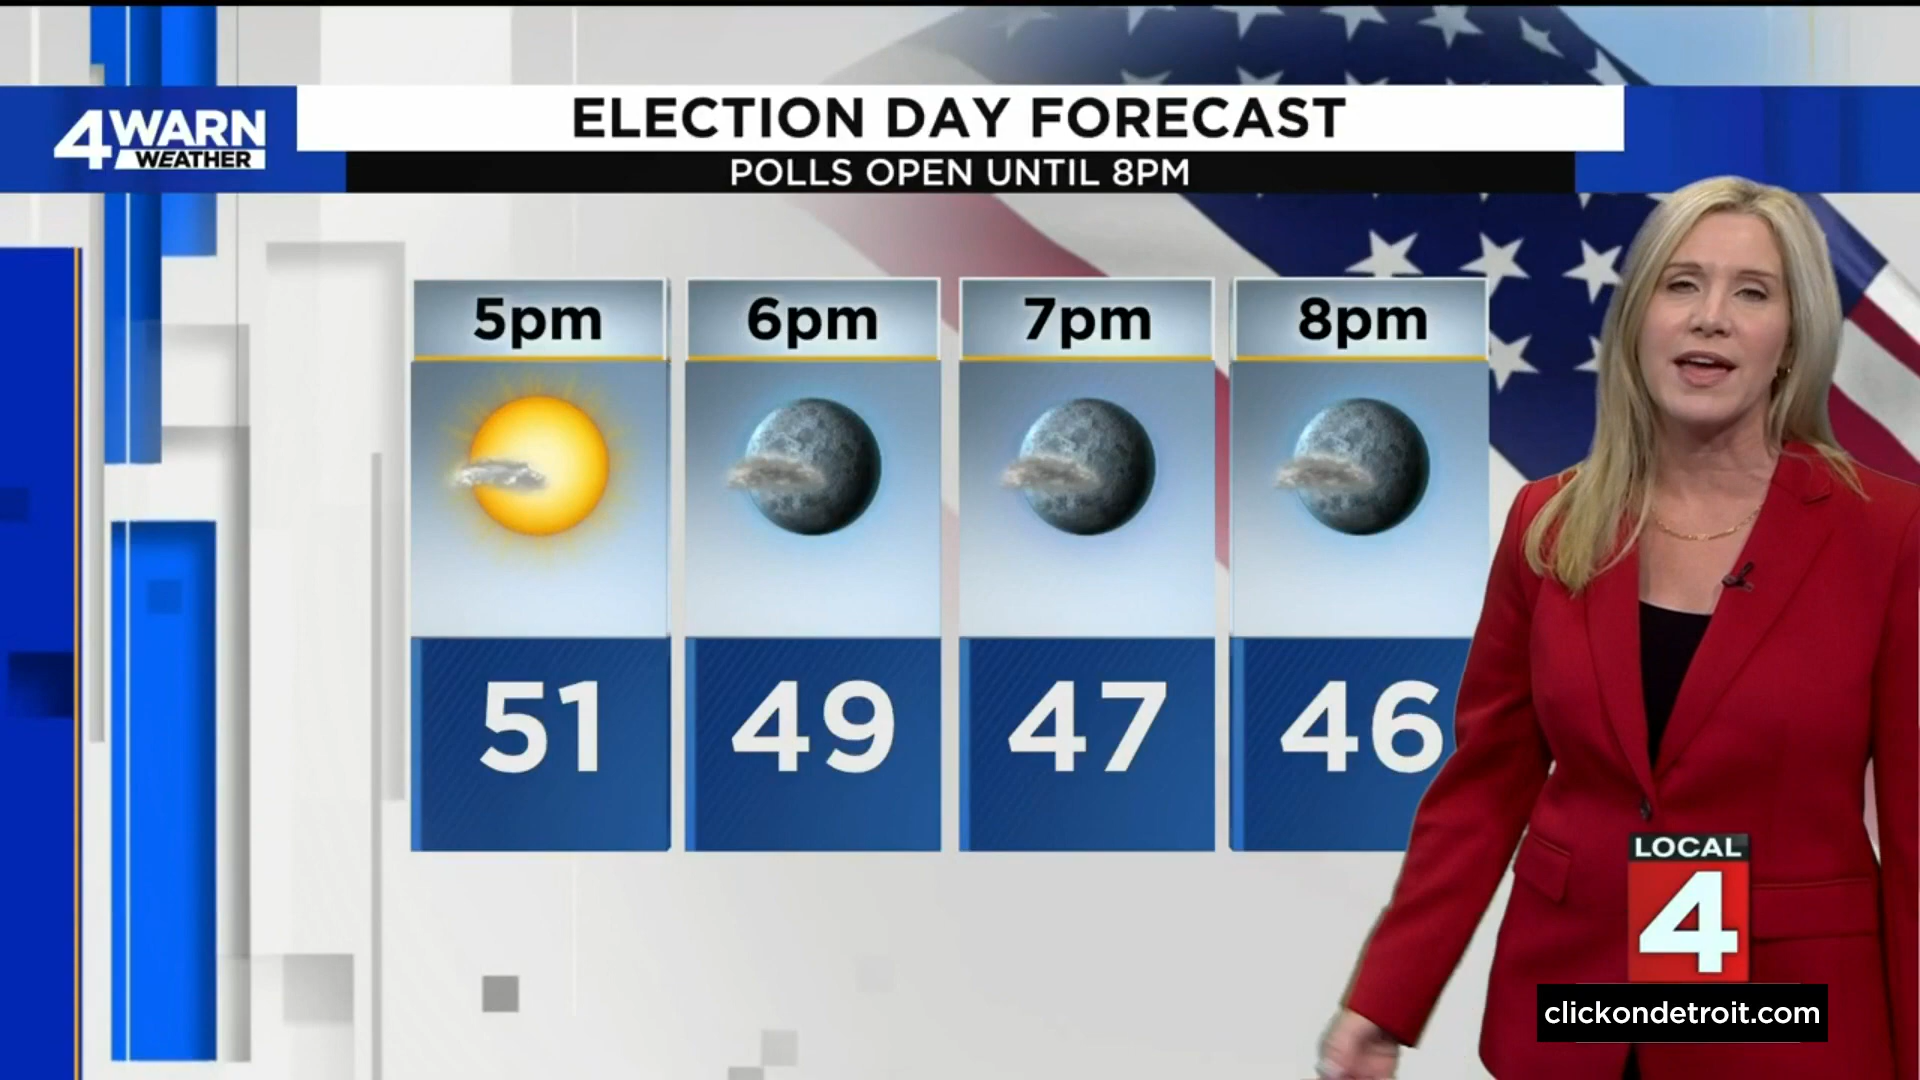 4WARN
WEATHER
ELECTION DAY FORECAST
POLLS OPEN UNTIL 8PM
5pm
6pm
7pm
8pm
51
49
47
46
LOCAL
4
clickondetroit.com